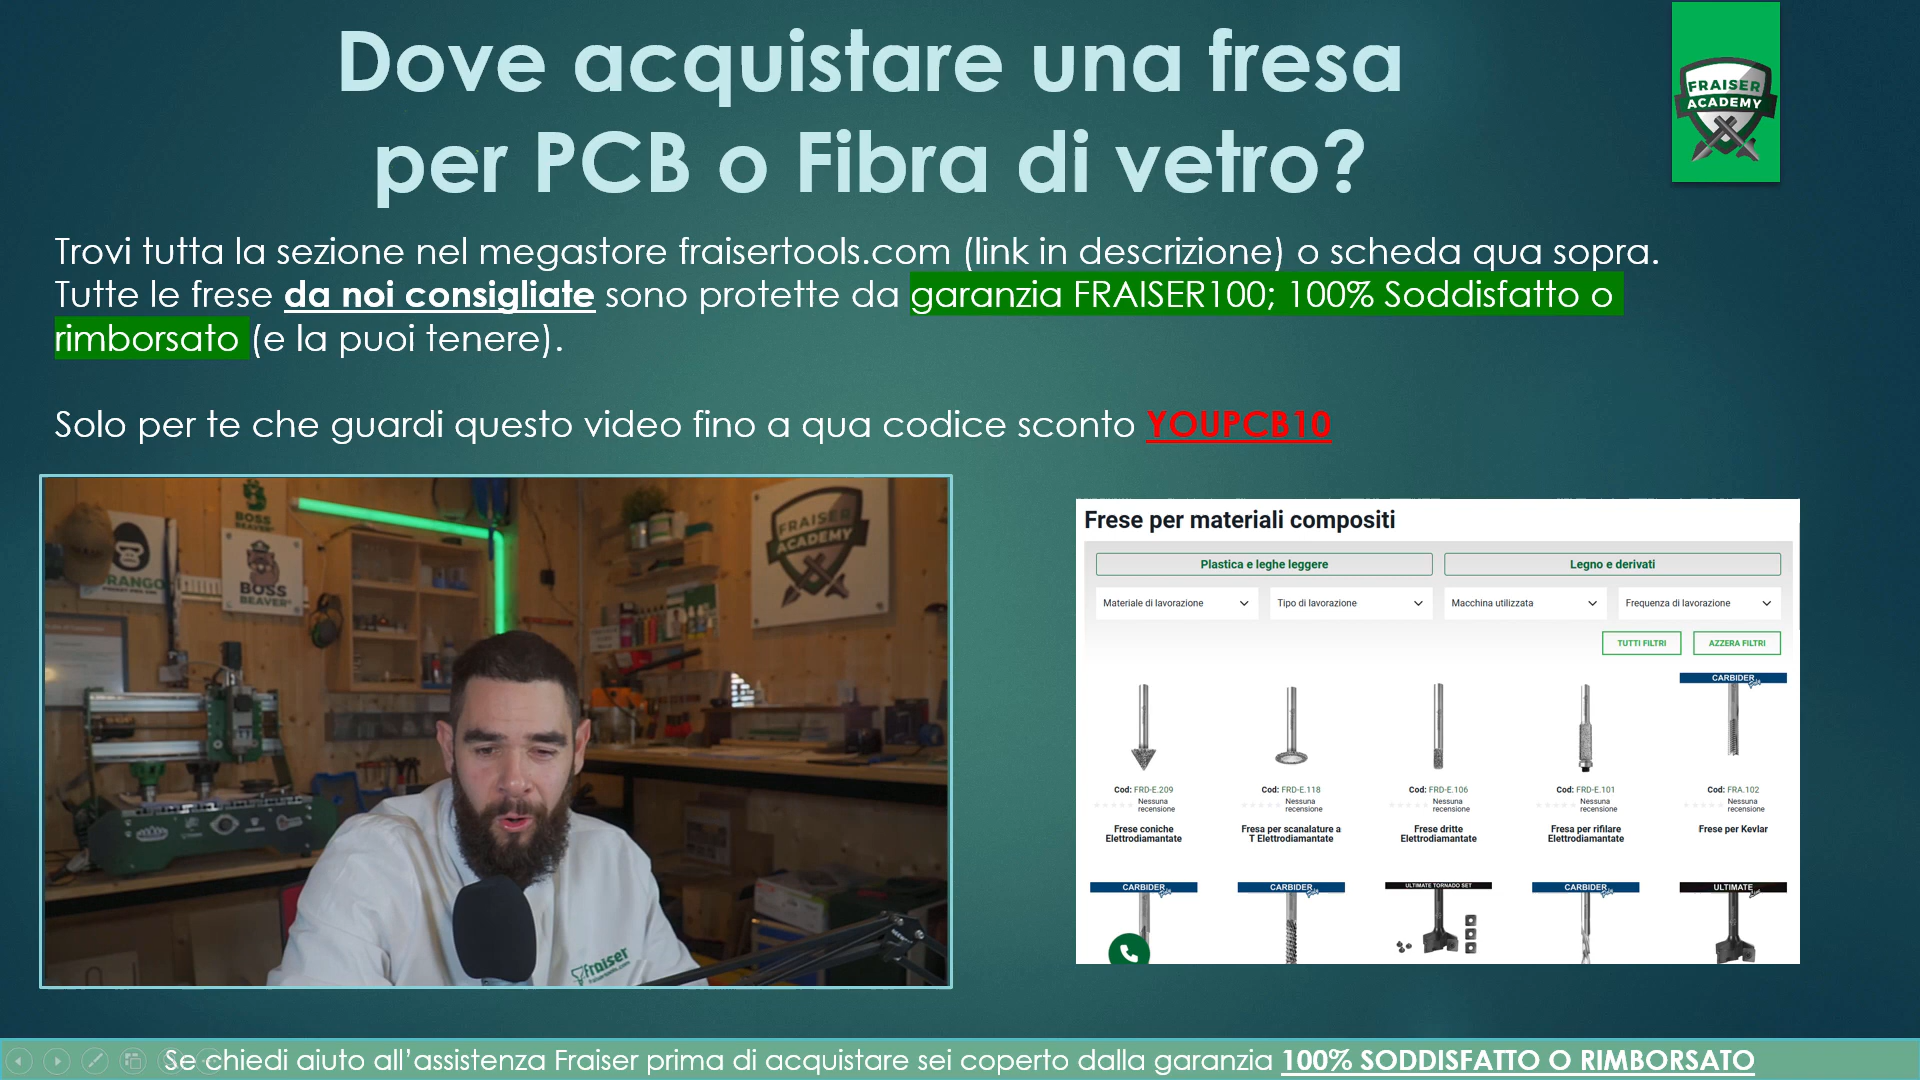 Dove acquistare una fresa
per PCB o Fibra di vetro?
FRAISER
ACADEMY
Trovi tutta la sezione nel megastore fraisertools.com (link in descrizione) o scheda qua sopra.
Tutte le frese da noi consigliate sono protette da garanzia FRAISER100; 100% Soddisfatto o
rimborsato (e la puoi tenere).
Solo per te che guardi questo video fino a qua codice sconto YOUPCB10
BOSS
BEAVER
RANGO
BOSS
BEAVER
FRAISER
ACADEMY
fraiser
Frese per materiali compositi
Plastica e leghe leggere
Legno e derivati
Materiale di lavorazione
Tipo di lavorazione
Macchina utilizzata
Frequenza di lavorazione
TUTTI FILTRI
AZZERA FILTRI
CARBIDER
Cod: FRD-E.209
Nessuna
recensione
Frese coniche
Elettrodiamantate
Cod: FRD-E.118
Nessuna
recensione
Fresa per scanalature a
T Elettrodiamantate
Cod: FRD-E.106
Nessuna
recensione
Frese dritte
Elettrodiamantate
Cod: FRD-E.101
Nessuna
recensione
Fresa per rifilare
Elettrodiamantate
Cod: FRA.102
Nessuna
recensione
Frese per Kevlar
CARBIDER
CARBIDER
ULTIMATE TORNADO SET
CARBIDER
ULTIMATE
Se chiedi aiuto all'assistenza Fraiser prima di acquistare sei coperto dalla garanzia 100% SODDISFATTO O RIMBORSATO